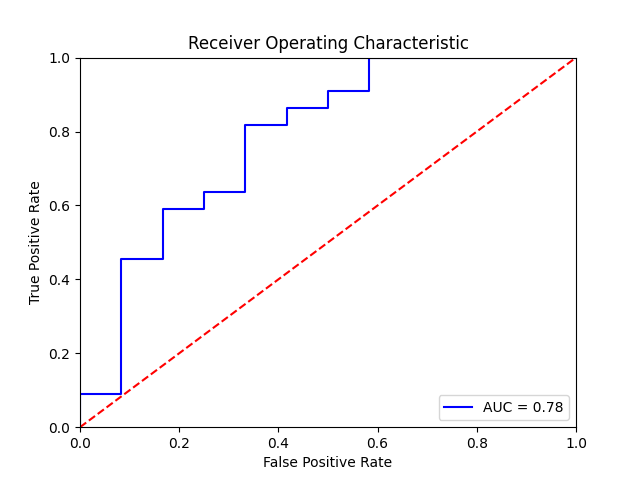 Receiver Operating Characteristic
1.0
0.8
0.6
0.4
0.2
0.0
True Positive Rate
AUC = 0.78
0.0 0.2 0.4 0.6 0.8 1.0
False Positive Rate